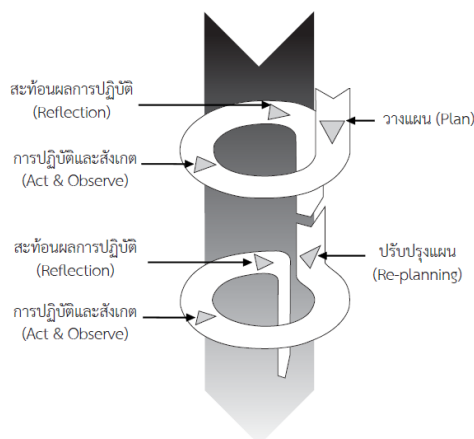 สะท้อนผลการปฏิบัติ
(Reflection)
วางแผน (Plan)
การปฏิบัติและสังเกต
(Act & Observe)
สะท้อนผลการปฏิบัติ
(Reflection)
ปรับปรุงแผน
(Re-planning)
การปฏิบัติและสังเกต
(Act & Observe)